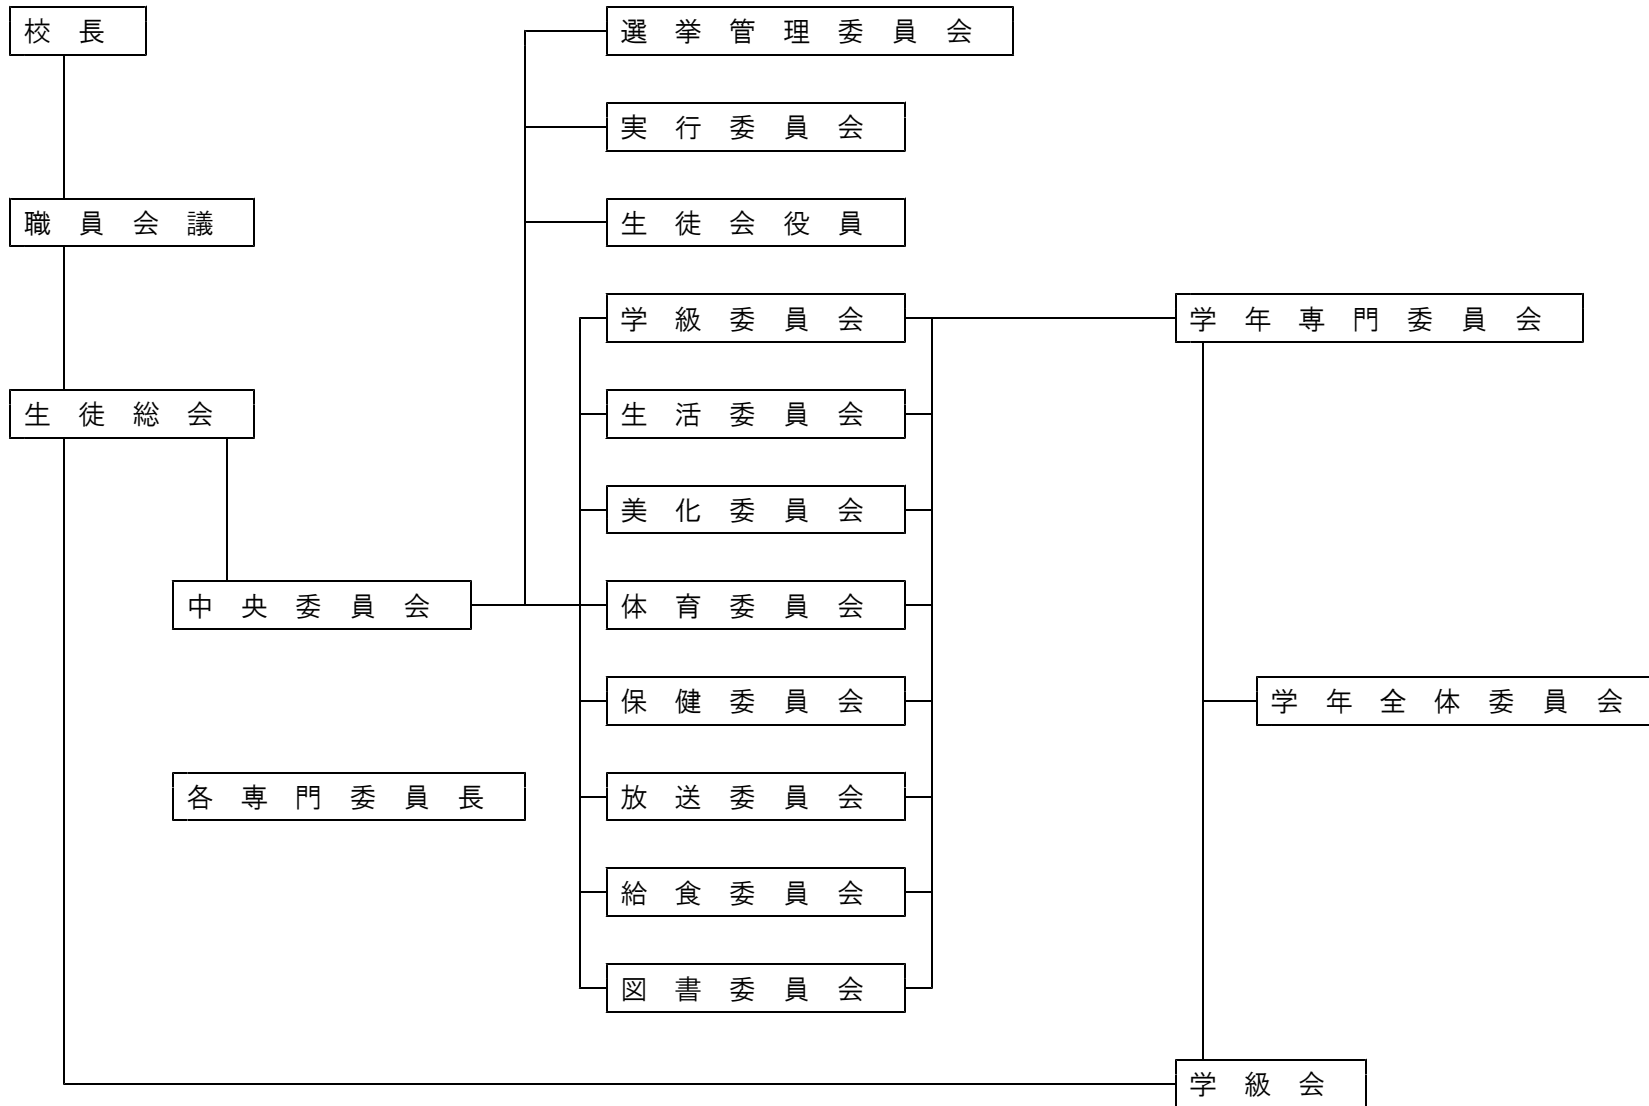 校長
選挙管理委員会
実行委員会
職員会議
生徒会役員
学級委員会
学年専門委員会
生徒総会
生活委員会
美化委員会
中央委員会
体育委員会
保健委員会
学年全体委員会
各専門委員長
放送委員会
給食委員会
図書委員会
学級会